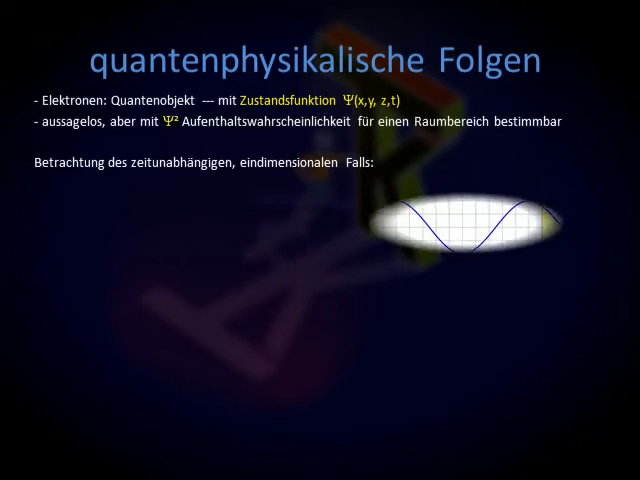 quantenphysikalische Folgen
- Elektronen: Quantenobjekt --- mit Zustandsfunktion Ψ(x,y, z,t)
- aussagelos, aber mit Ψ² Aufenthaltswahrscheinlichkeit für einen Raumbereich bestimmbar
Betrachtung des zeitunabhängigen, eindimensionalen Falls: